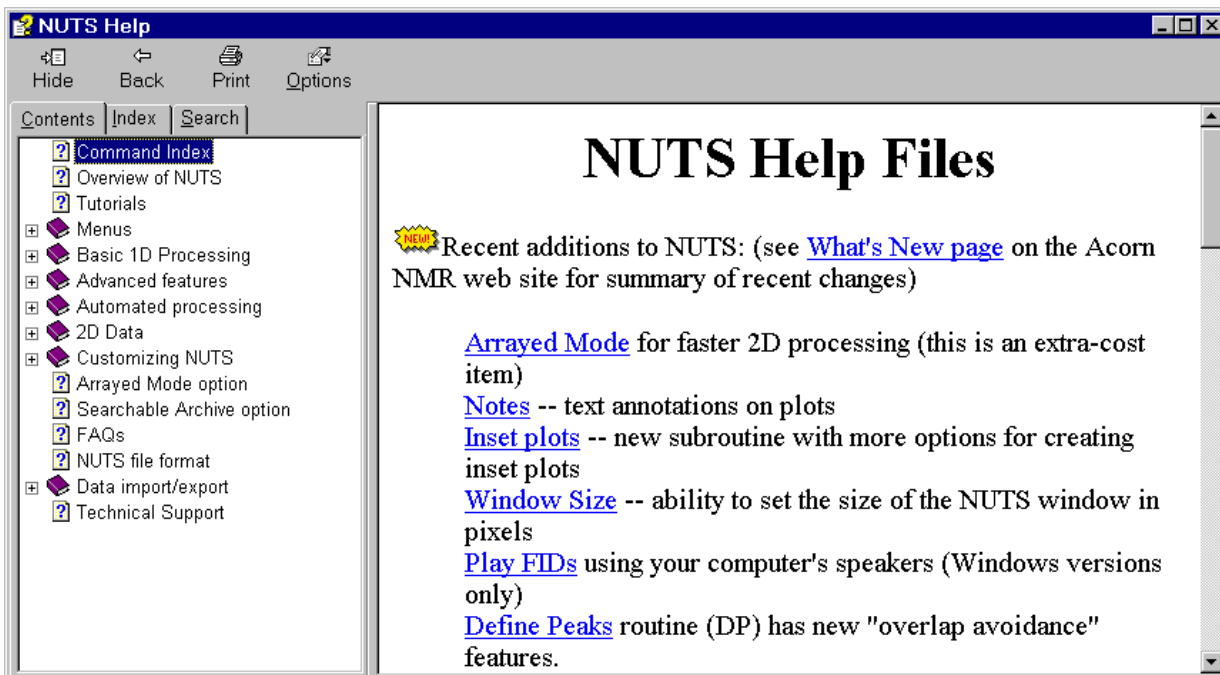 NUTS Help
Hide Back Print Options
Contents Index Search
Command Index
Overview of NUTS
Tutorials
Menus
Basic 1D Processing
Advanced features
Automated processing
2D Data
Customizing NUTS
Arrayed Mode option
Searchable Archive option
FAQs
NUTS file format
Data import/export
Technical Support
NUTS Help Files
NEW! Recent additions to NUTS: (see What's New page on the Acorn
NMR web site for summary of recent changes)
Arrayed Mode for faster 2D processing (this is an extra-cost
item)
Notes -- text annotations on plots
Inset plots -- new subroutine with more options for creating
inset plots
Window Size -- ability to set the size of the NUTS window in
pixels
Play FIDs using your computer's speakers (Windows versions
only)
Define Peaks routine (DP) has new "overlap avoidance"
features.